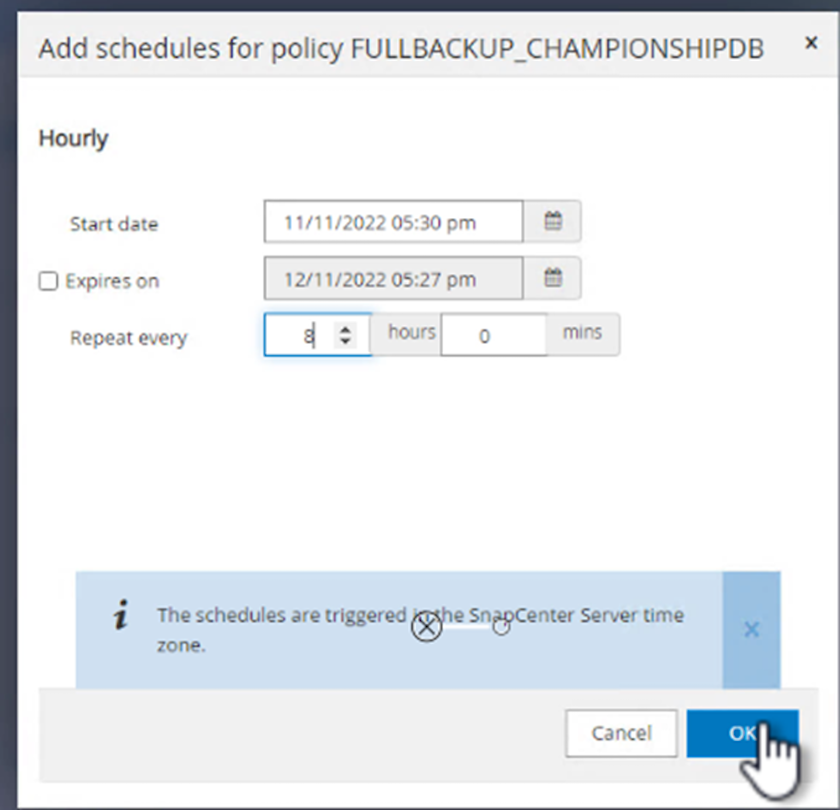 Add schedules for policy FULLBACKUP_CHAMPIONSHIPDB x
Hourly
Start date 11/11/2022 05:30 pm
Expires on 12/11/2022 05:27 pm
Repeat every 8 hours 0 mins
i The schedules are triggered in the SnapCenter Server time
zone.
x
Cancel OK